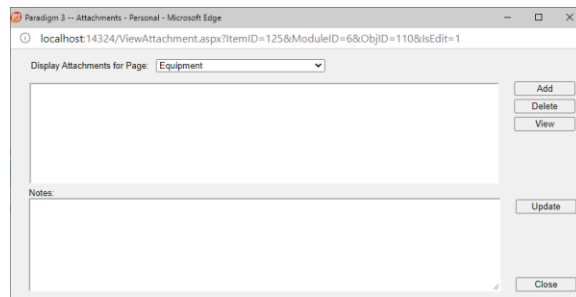 Paradigm 3 -- Attachments - Personal - Microsoft Edge
localhost:14324/ViewAttachment.aspx?ItemID=125&ModuleID=6&ObjID=110&IsEdit=1
Display Attachments for Page: Equipment
Add
Delete
View
Notes:
Update
Close